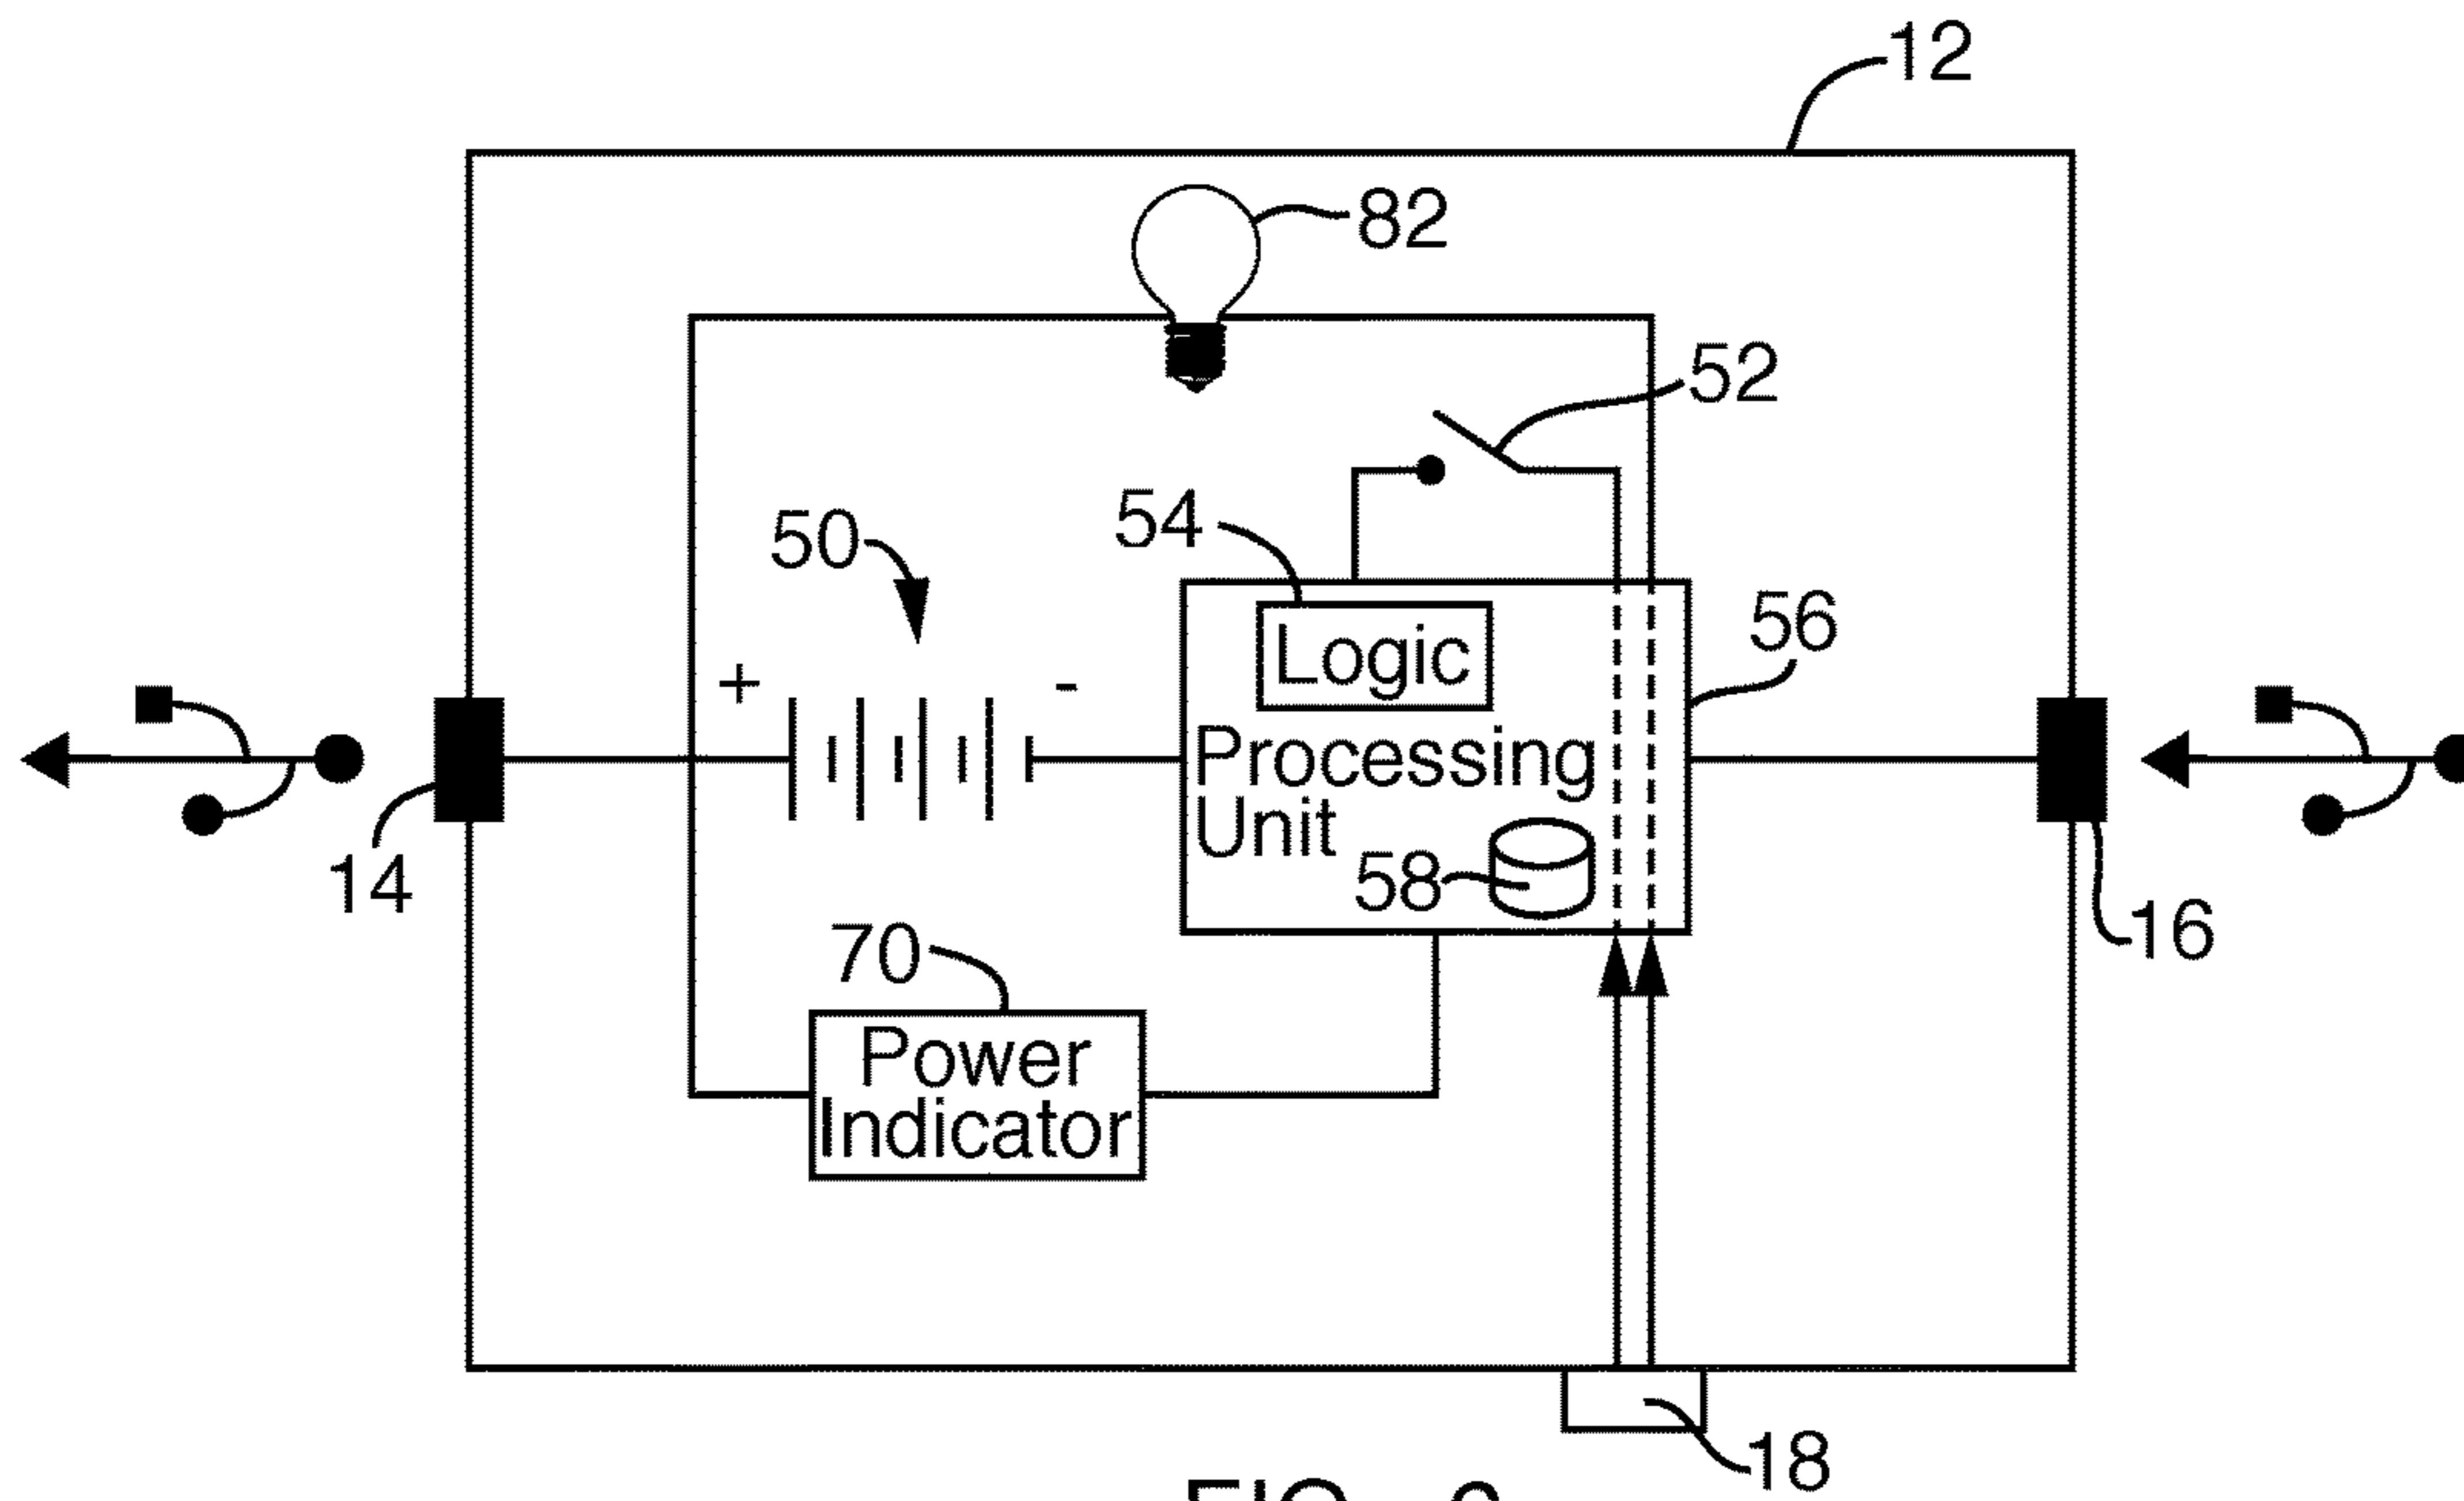 12
82
52
50
54
Logic
56
+
-
Processing
Unit
58
14
16
70
Power
Indicator
18